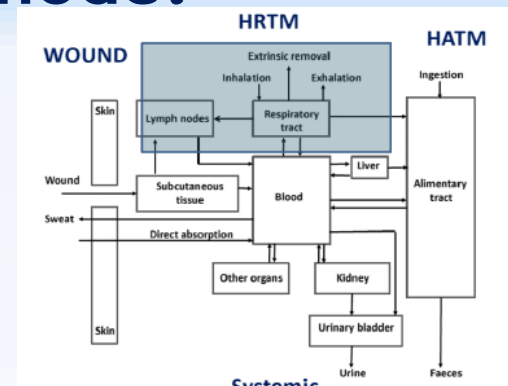 HRTM
WOUND
HATM
Extrinsic removal
Ingestion
Inhalation
Exhalation
Skin
Lymph nodes
Respiratory
tract
Liver
Wound
Subcutaneous
tissue
Blood
Alimentary
tract
Sweat
Direct absorption
Other organs
Kidney
Skin
Urinary bladder
Urine
Faeces
Systemic